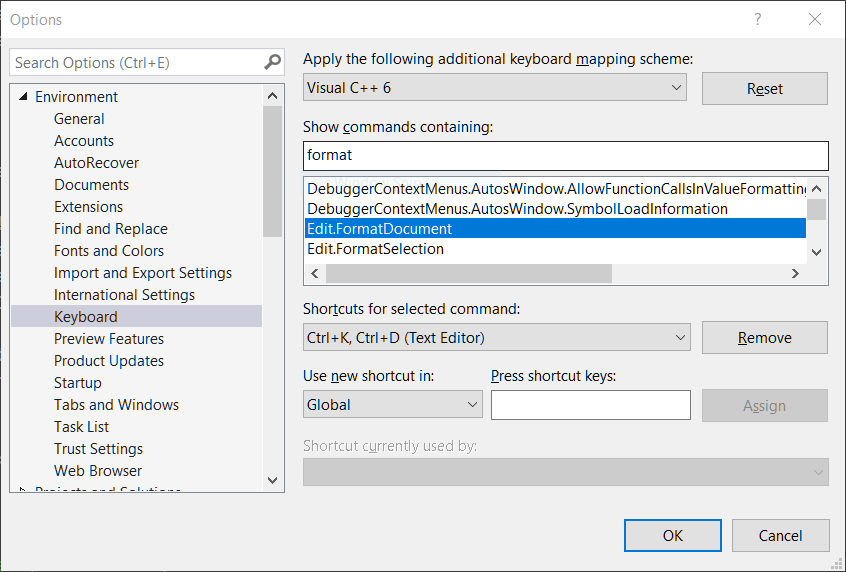 Options
Search Options (Ctrl+E)
Environment
General
Accounts
AutoRecover
Documents
Extensions
Find and Replace
Fonts and Colors
Import and Export Settings
International Settings
Keyboard
Preview Features
Product Updates
Startup
Tabs and Windows
Task List
Trust Settings
Web Browser
Projects and Solutions
Apply the following additional keyboard mapping scheme:
Visual C++ 6
Reset
Show commands containing:
format
DebuggerContextMenus.AutosWindow.AllowFunctionCallsInValueFormatting
DebuggerContextMenus.AutosWindow.SymbolLoadInformation
Edit.FormatDocument
Edit.FormatSelection
Shortcuts for selected command:
Ctrl+K, Ctrl+D (Text Editor)
Remove
Use new shortcut in:
Press shortcut keys:
Global
Assign
Shortcut currently used by:
OK
Cancel